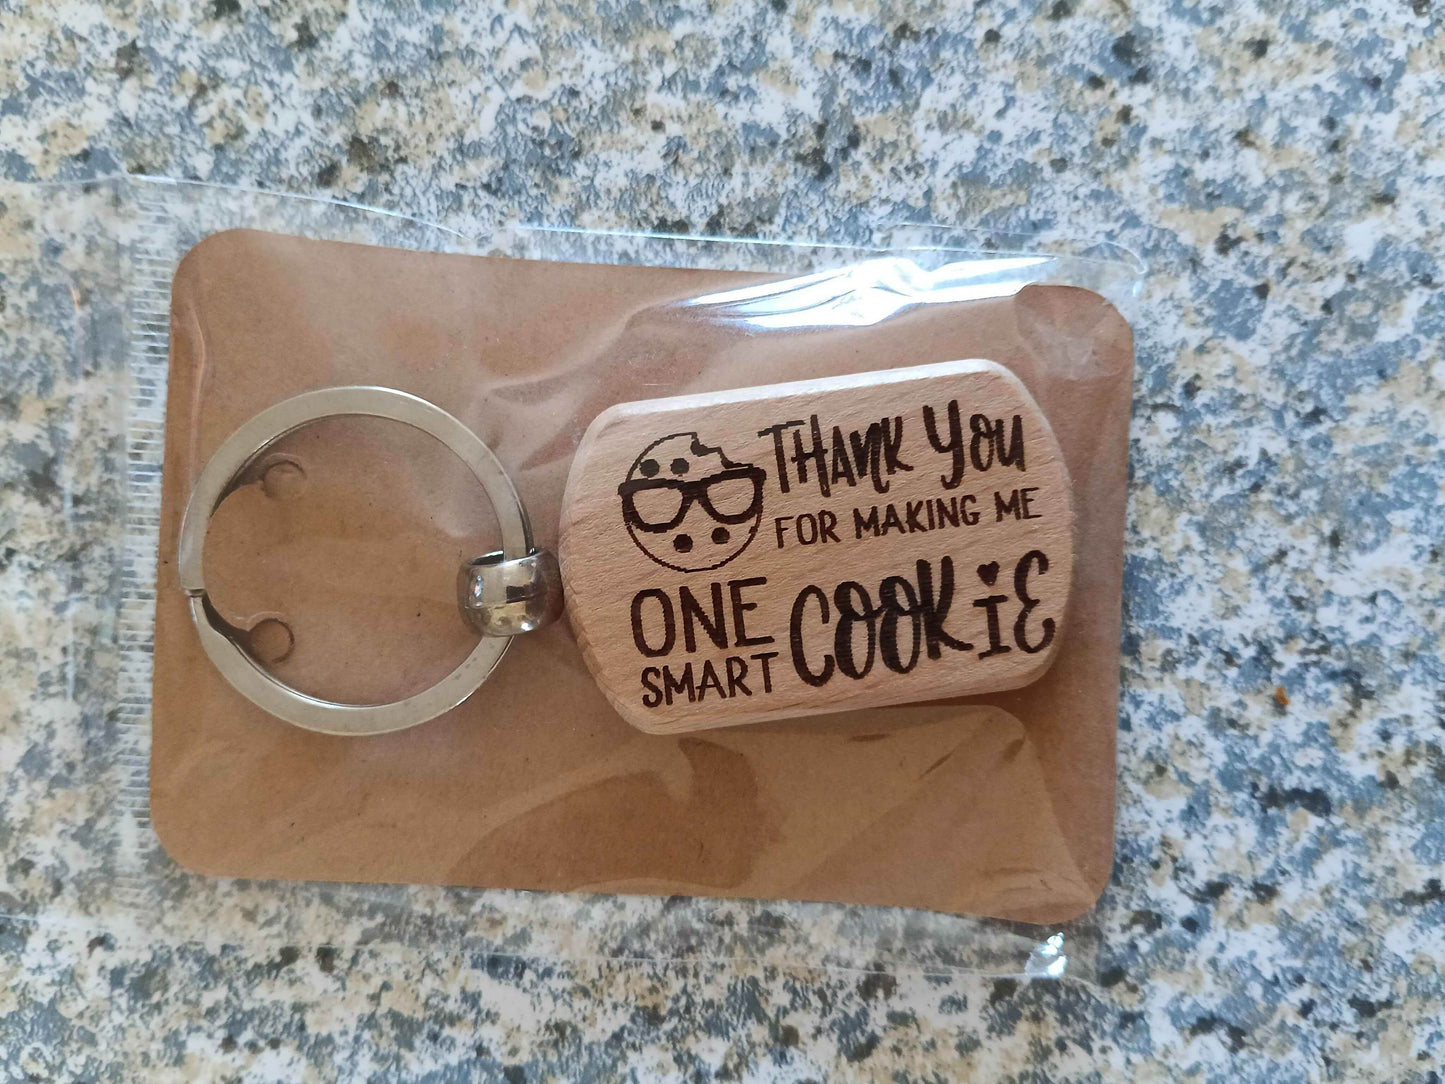 THANK YOU
FOR MAKING ME
ONE
SMART
COOKIE